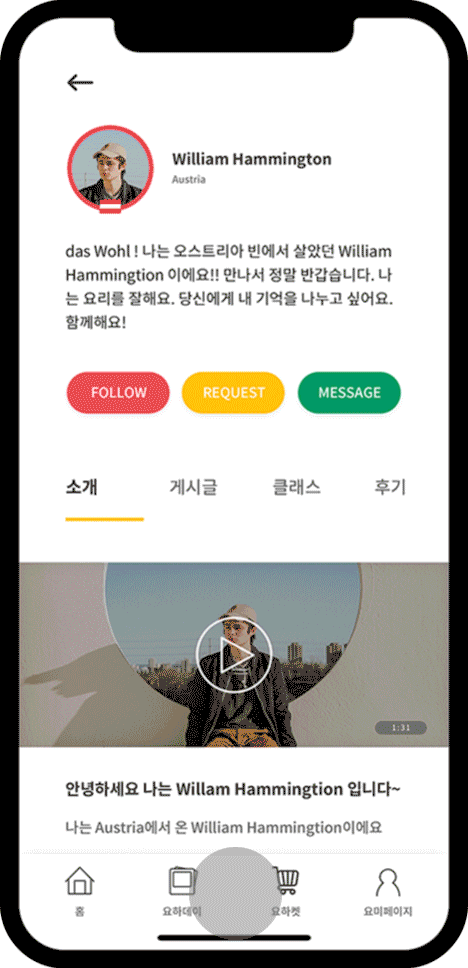 William Hammington
Austria
das Wohl ! 나는 오스트리아 빈에서 살았던 William
Hammingtion 이에요!! 만나서 정말 반갑습니다. 나
는 요리를 잘해요. 당신에게 내 기억을 나누고 싶어요.
함께해요!
FOLLOW REQUEST MESSAGE
소개 게시글 클래스 후기
1:31
안녕하세요 나는 Willam Hammingtion 입니다~
나는 Austria에서 온 William Hammingtion이에요
홈 요하데이 요하켓 요미페이지